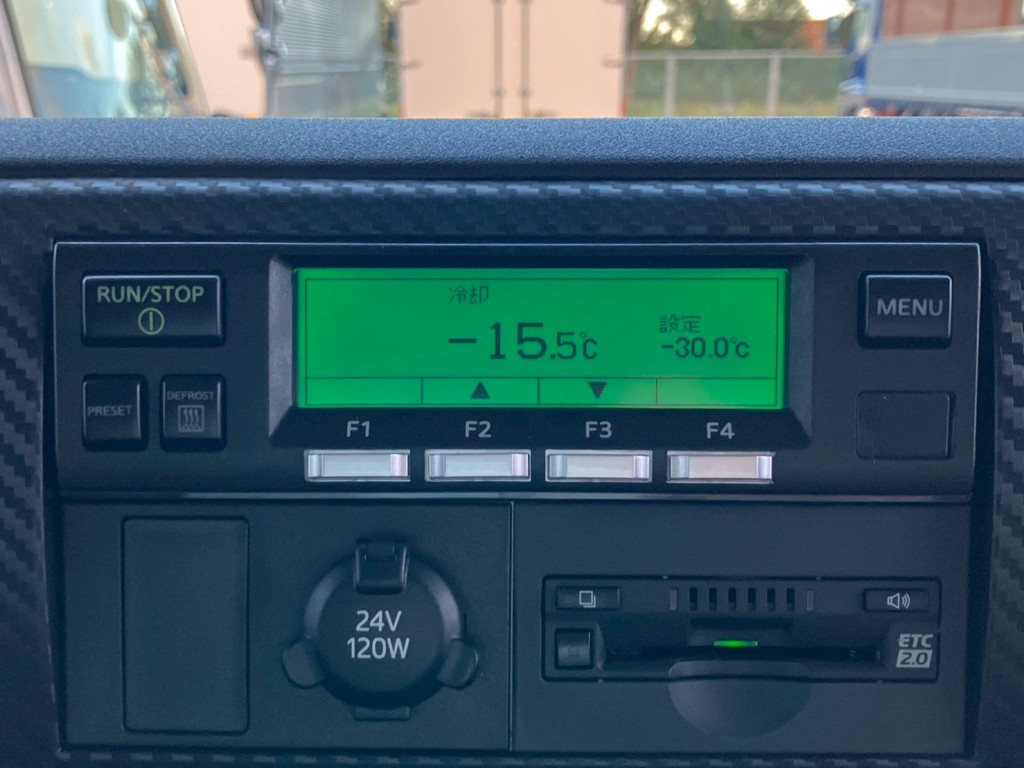 RUN/STOP
冷却
-15.5℃
設定
-30.0℃
MENU
PRESET
DEFROST
▲
▼
F1
F2
F3
F4
24V
120W
ETC
2.0